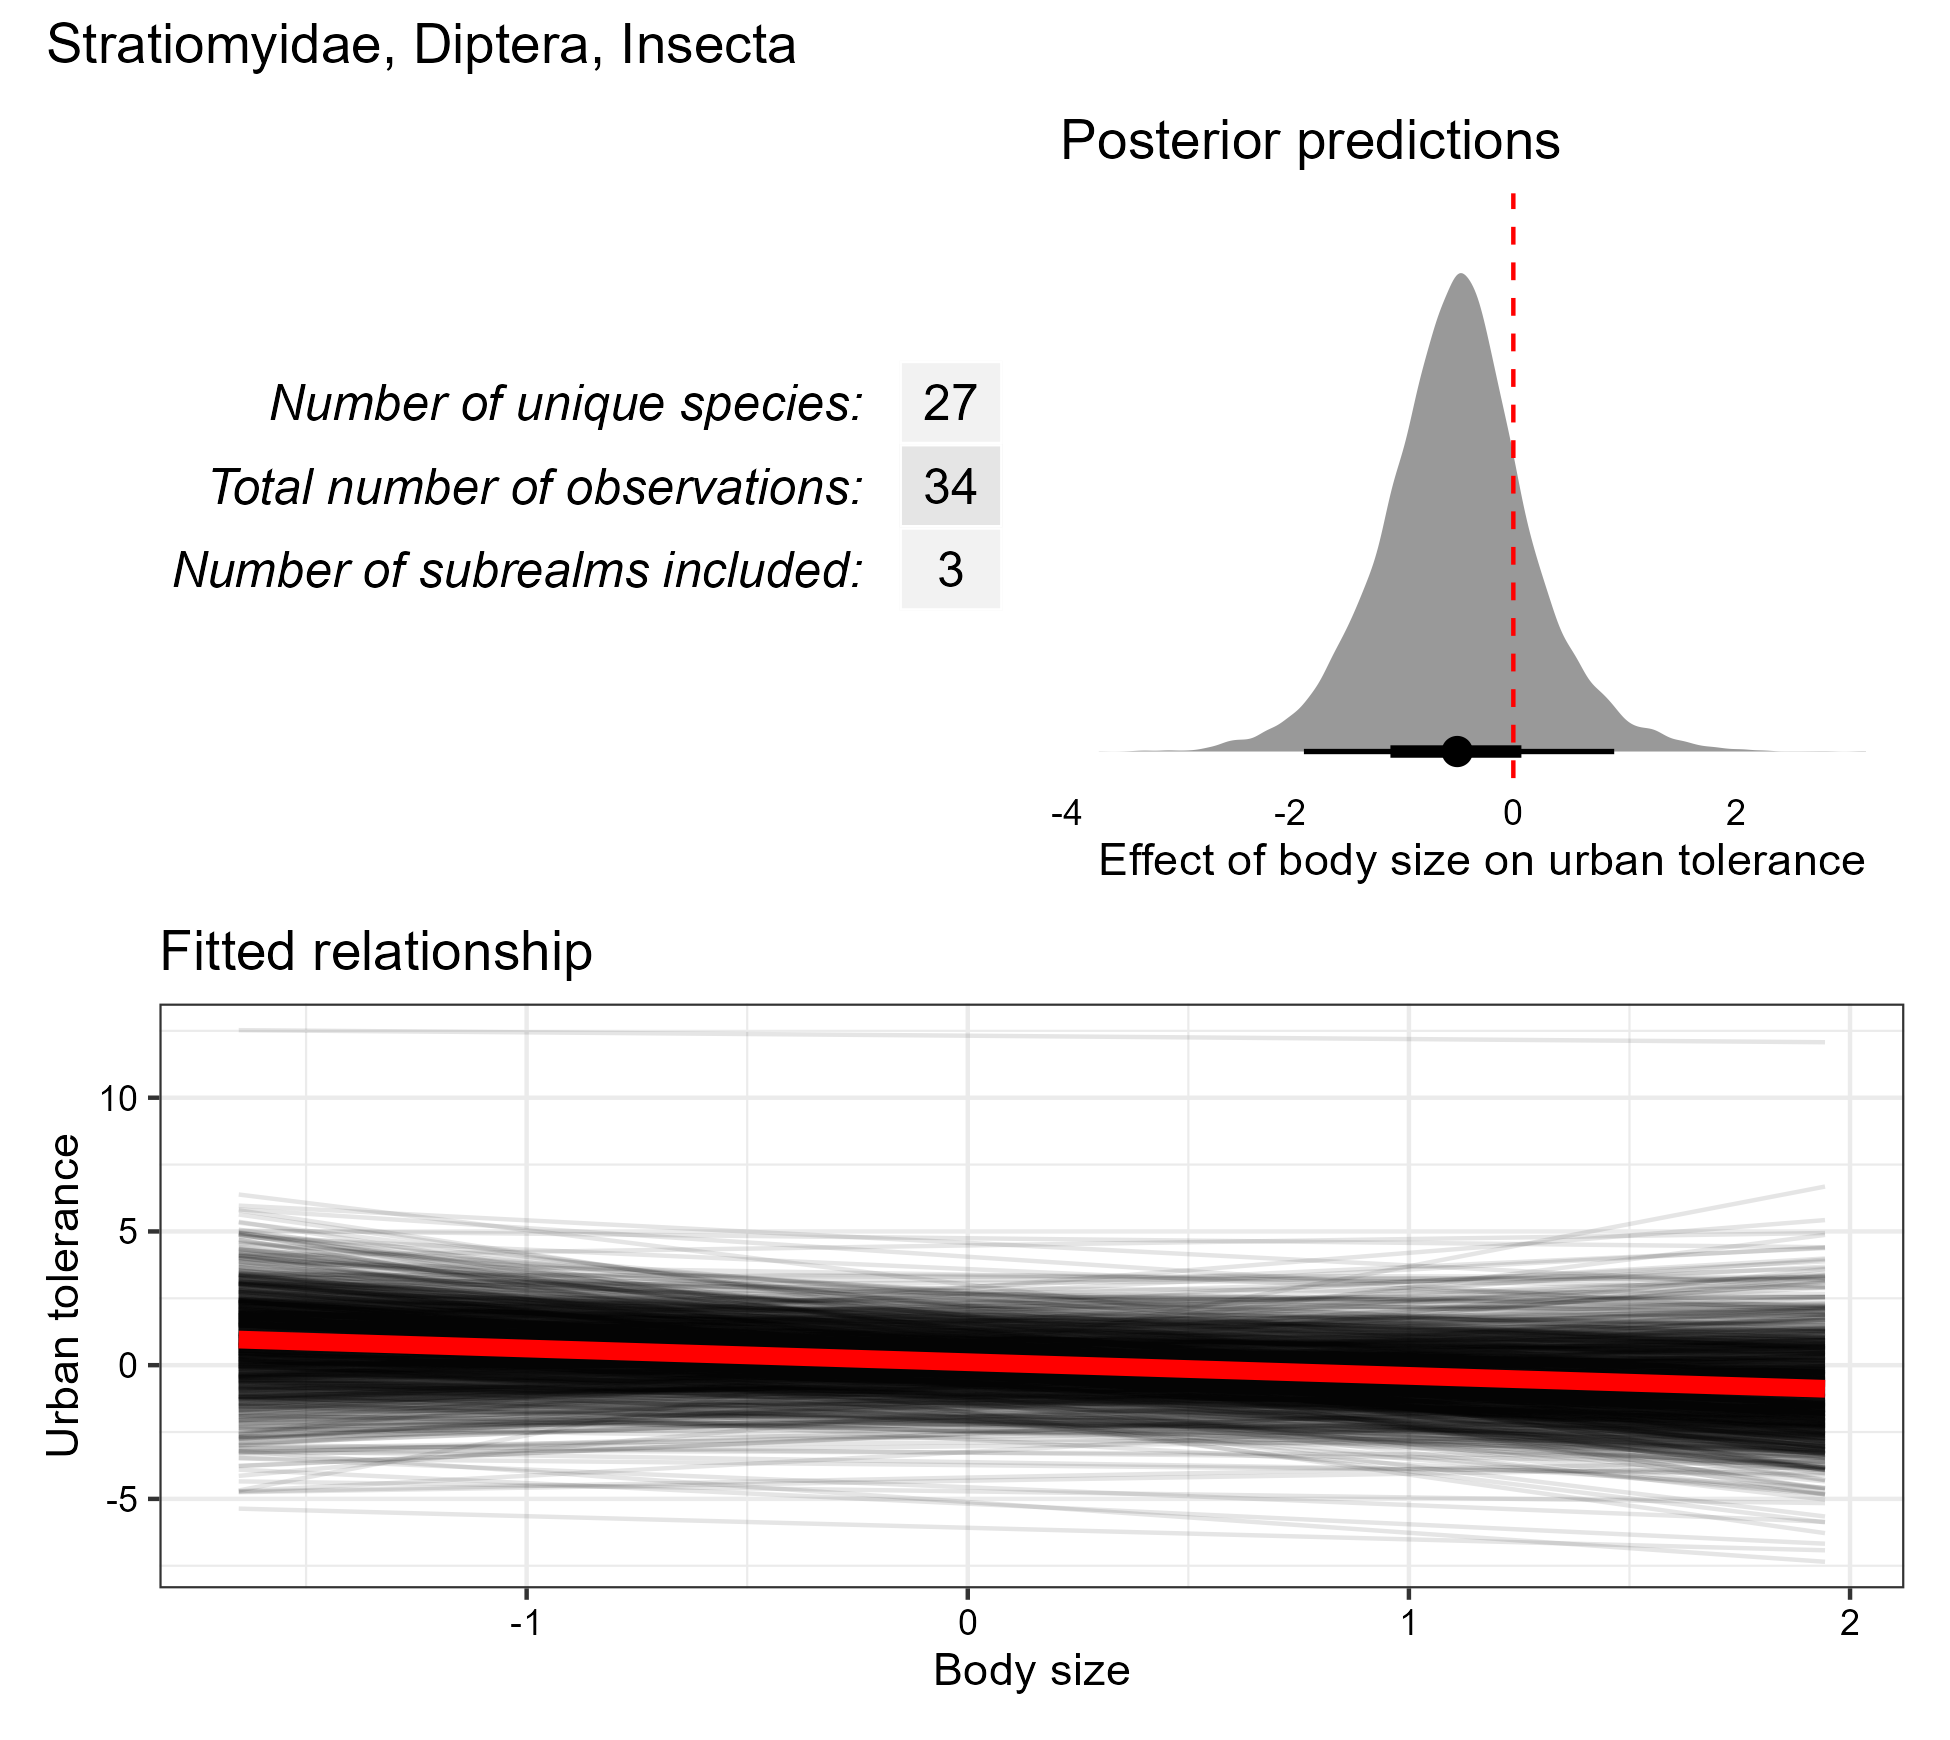 Stratiomyidae, Diptera, Insecta
Posterior predictions
Number of unique species: 27
Total number of observations: 34
Number of subrealms included: 3
-4 -2 0 2
Effect of body size on urban tolerance
Fitted relationship
Urban tolerance
10
5
0
-5
-1 0 1 2
Body size